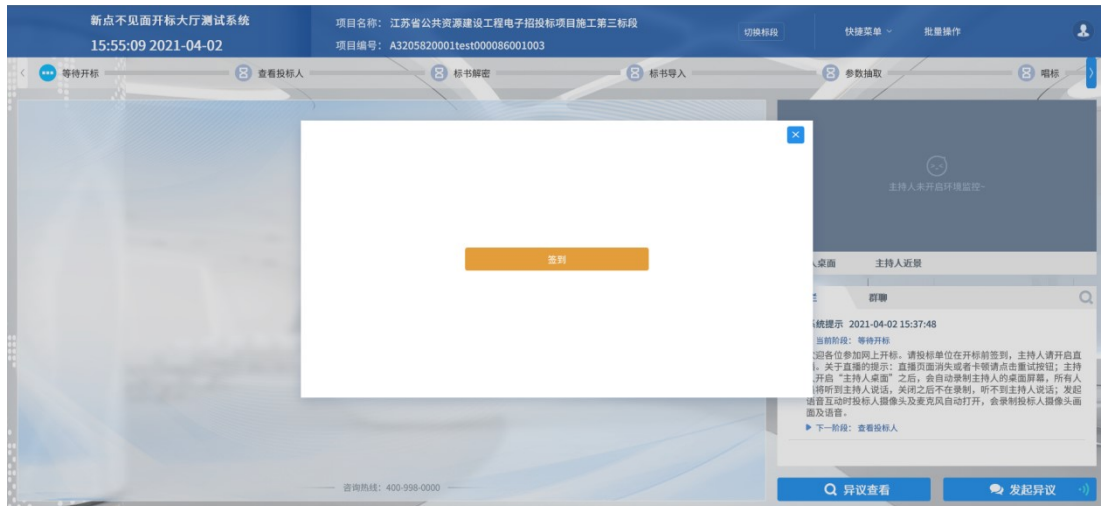 新点不见面开标大厅测试系统
15:55:09 2021-04-02
项目名称： 江苏省公共资源建设工程电子招投标项目施工第三标段
项目编号： A3205820001test000086001003
切换标段
快捷菜单
批量操作
等待开标
查看投标人
标书解密
标书导入
参数抽取
唱标
主持人未开启环境监控~
签到
人桌面
主持人近景
群聊
系统提示 2021-04-02 15:37:48
当前阶段： 等待开标
迎各位参加网上开标。请投标单位在开标前签到，主持人请开启直
。关于直播的提示：直播页面消失或者卡顿请点击重试按钮；主持
开启“主持人桌面”之后，会自动录制主持人的桌面屏幕，所有人
将听到主持人说话，关闭之后不在录制，听不到主持人说话；发起
语音互动时投标人摄像头及麦克风自动打开，会录制投标人摄像头画
面及语音。
下一阶段： 查看投标人
咨询热线：400-998-0000
异议查看
发起异议